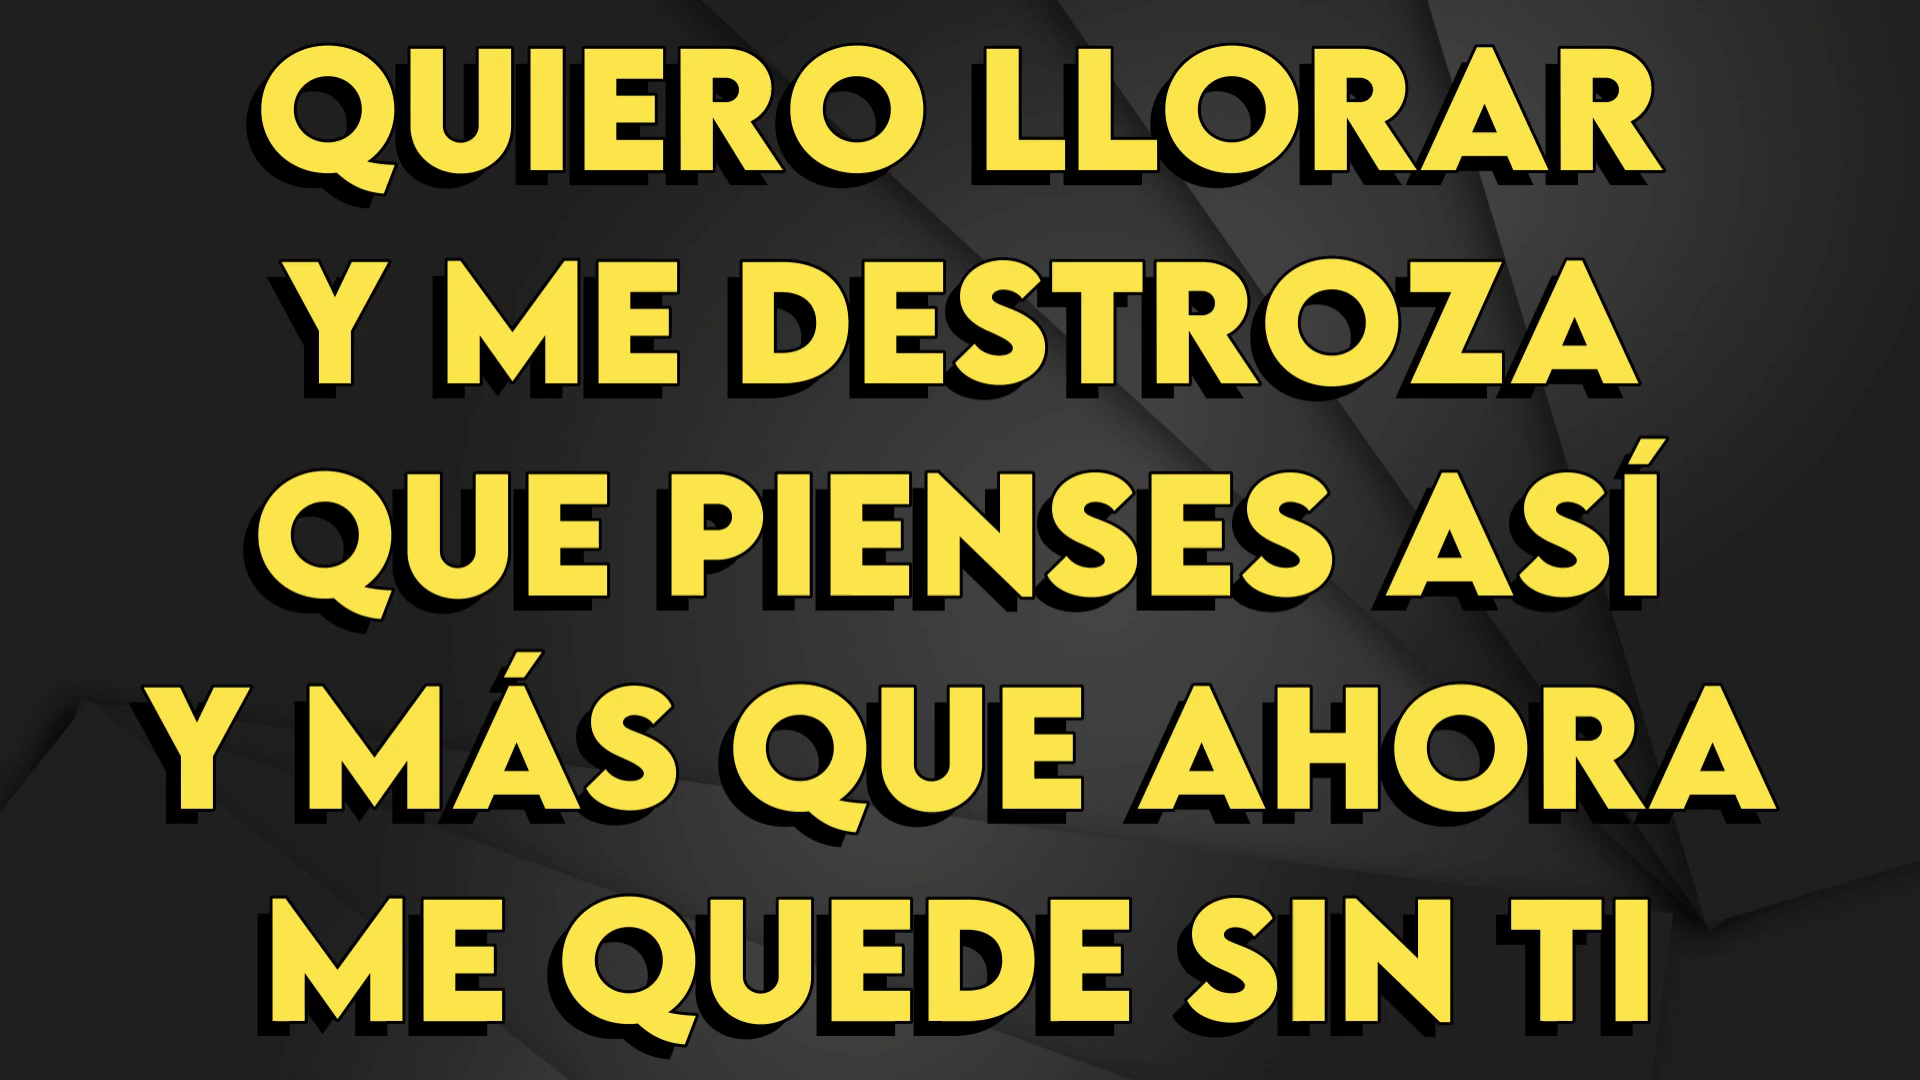 QUIERO LLORAR
Y ME DESTROZA
QUE PIENSES ASÍ
Y MÁS QUE AHORA
ME QUEDE SIN TI